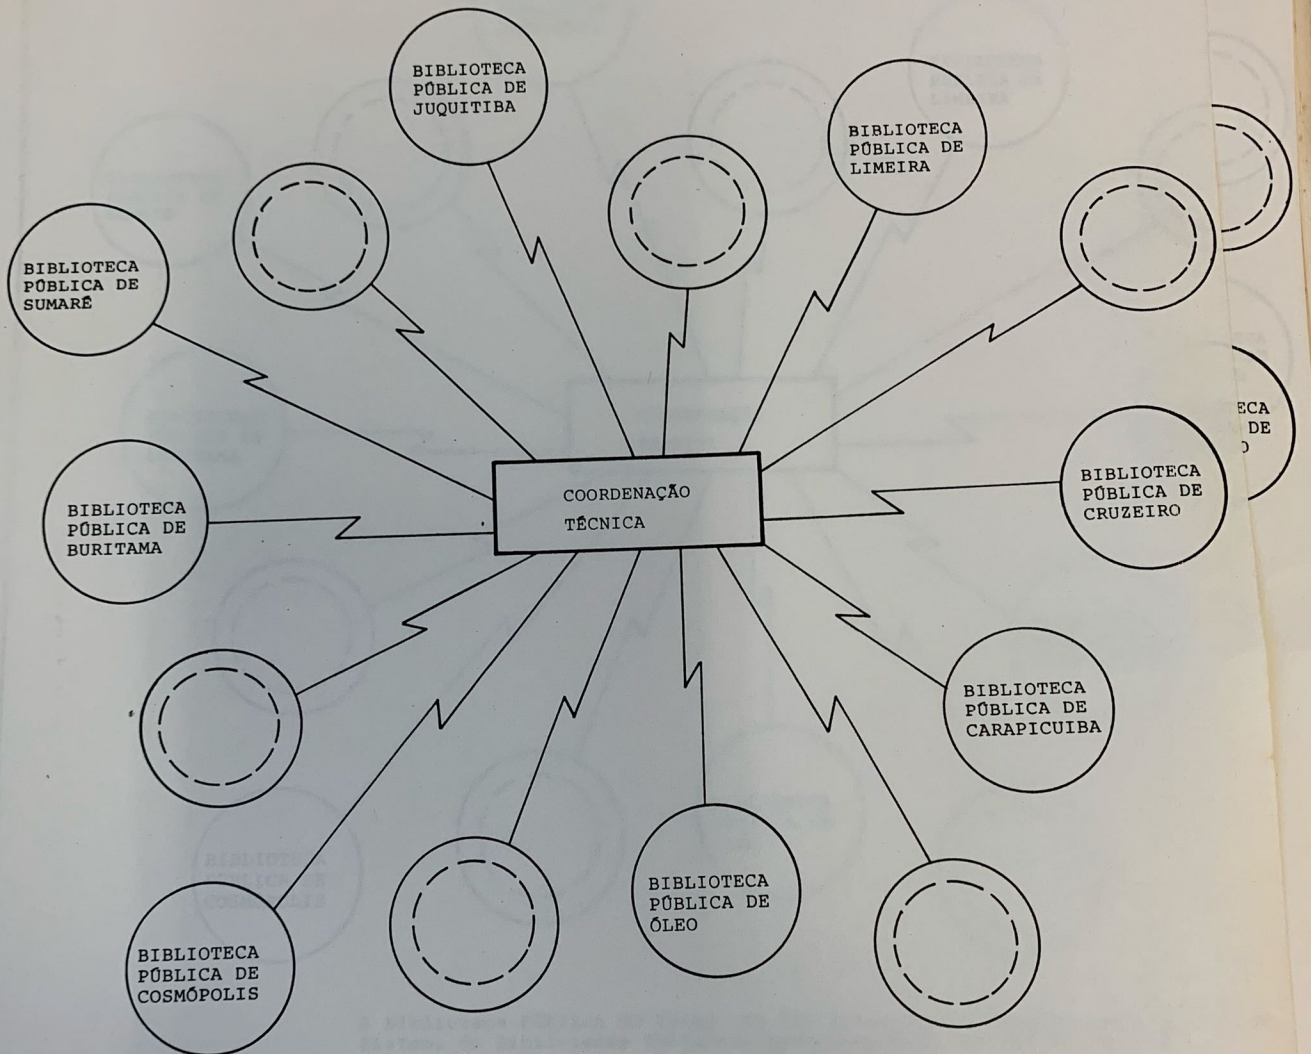 BIBLIOTECA
PÚBLICA DE
JUQUITIBA
BIBLIOTECA
PÚBLICA DE
LIMEIRA
BIBLIOTECA
PÚBLICA DE
SUMARÉ
ECA
DE
O
BIBLIOTECA
PÚBLICA DE
CRUZEIRO
COORDENAÇÃO
TÉCNICA
BIBLIOTECA
PÚBLICA DE
BURITAMA
BIBLIOTECA
PÚBLICA DE
CARAPICUIBA
BIBLIOTECA
PÚBLICA DE
ÓLEO
BIBLIOTECA
PÚBLICA DE
COSMÓPOLIS